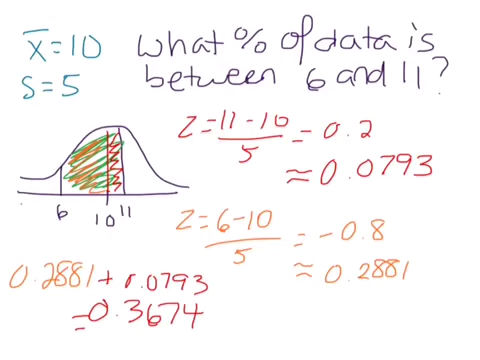 x̅=10 What % of data is
S=5 between 6 and 11?
Z=11-10/5=0.2
≈0.0793
6 10 11
Z=6-10/5=-0.8
≈0.2881
0.2881+0.0793
=0.3674